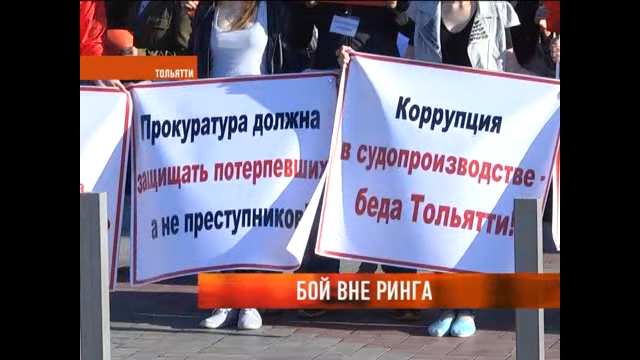 ТОЛЬЯТТИ
Прокуратура должна
защищать потерпевших
а не преступников!
Коррупция
в судопроизводстве -
беда Тольятти!
БОЙ ВНЕ РИНГА